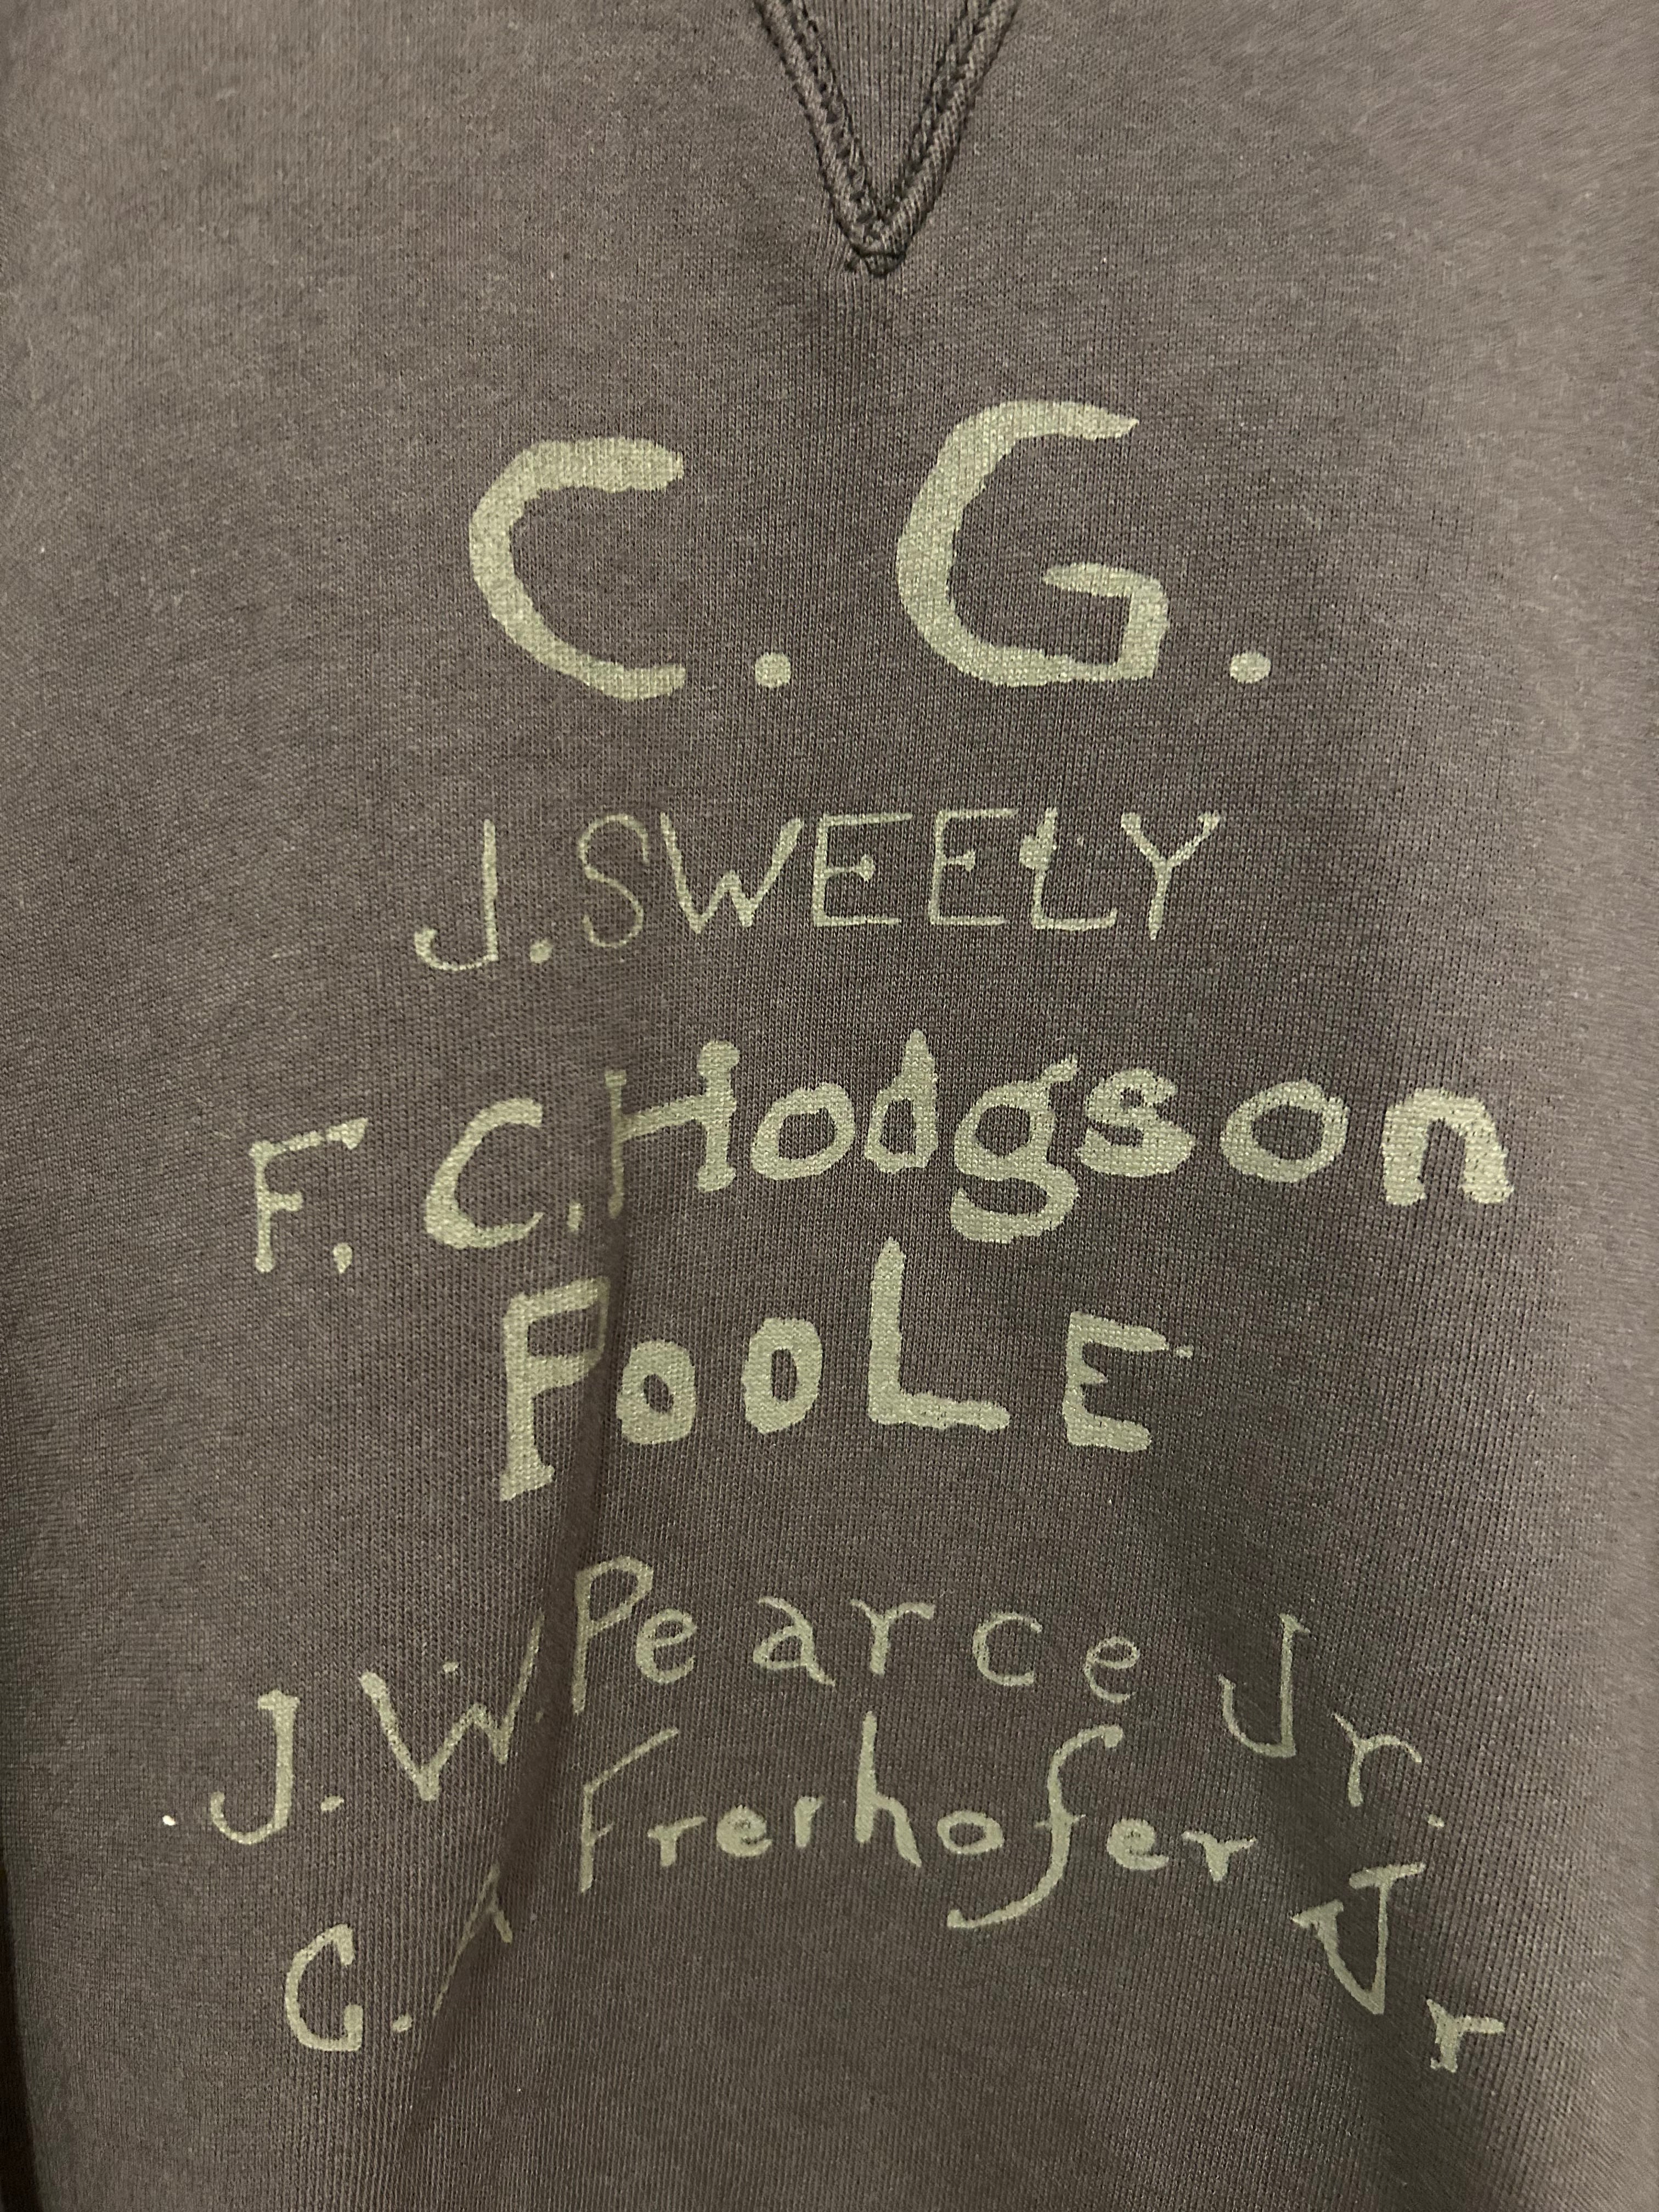 C. G.
J. SWEELY
F. C. Hodgson
PooLE
J. W. Pearce Jr.
C. A. Freihofer Jr